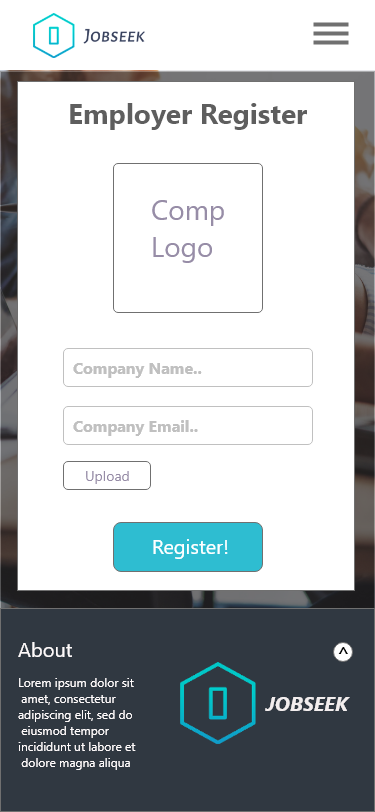 JOBSEEK
Employer Register
Comp
Logo
Company Name..
Company Email..
Upload
Register!
About
Lorem ipsum dolor sit
amet, consectetur
adipiscing elit, sed do
eiusmod tempor
incididunt ut labore et
dolore magna aliqua
JOBSEEK